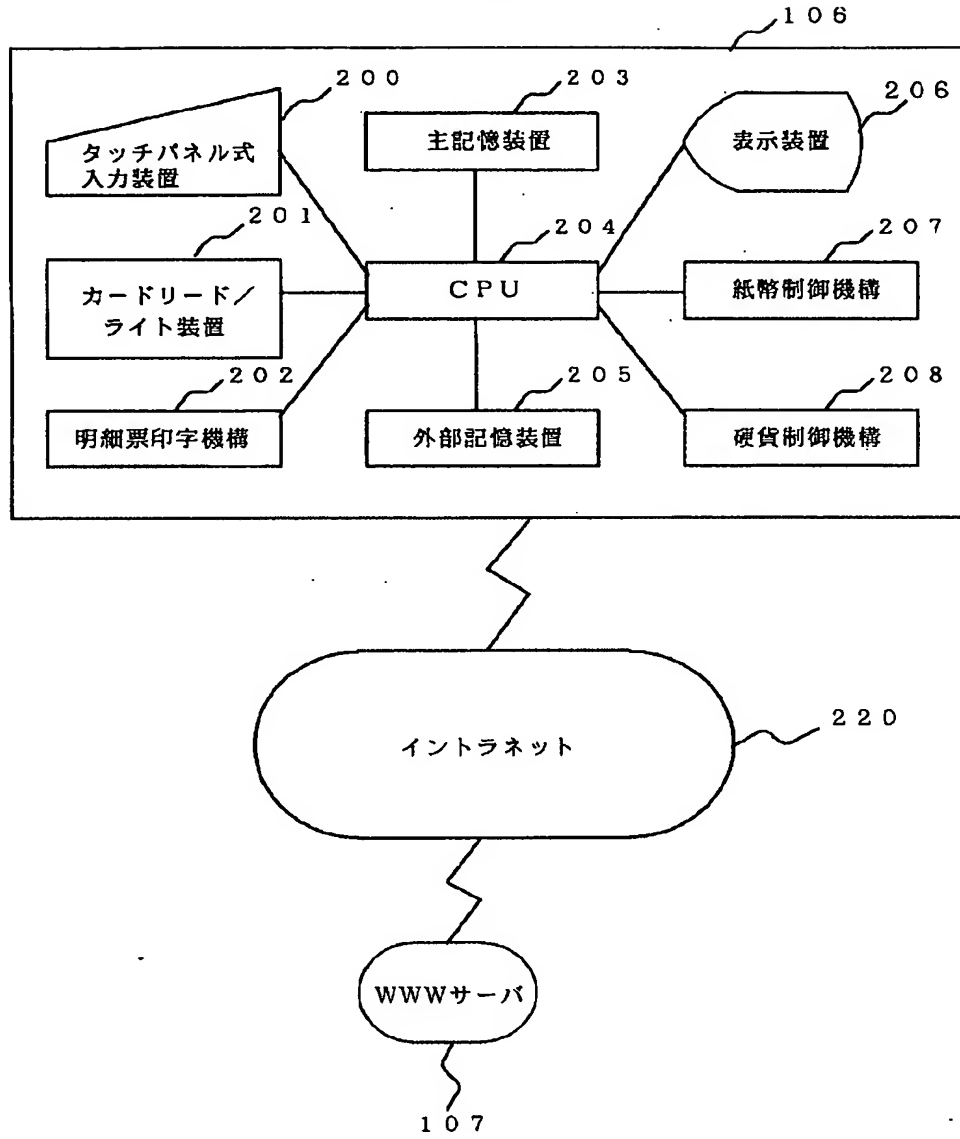 １０６
２００
２０３
２０６
タッチパネル式
入力装置
主記憶装置
表示装置
２０１
２０４
２０７
カードリード／
ライト装置
ＣＰＵ
紙幣制御機構
２０２
２０５
２０８
明細票印字機構
外部記憶装置
硬貨制御機構
２２０
イントラネット
ＷＷＷサーバ
１０７